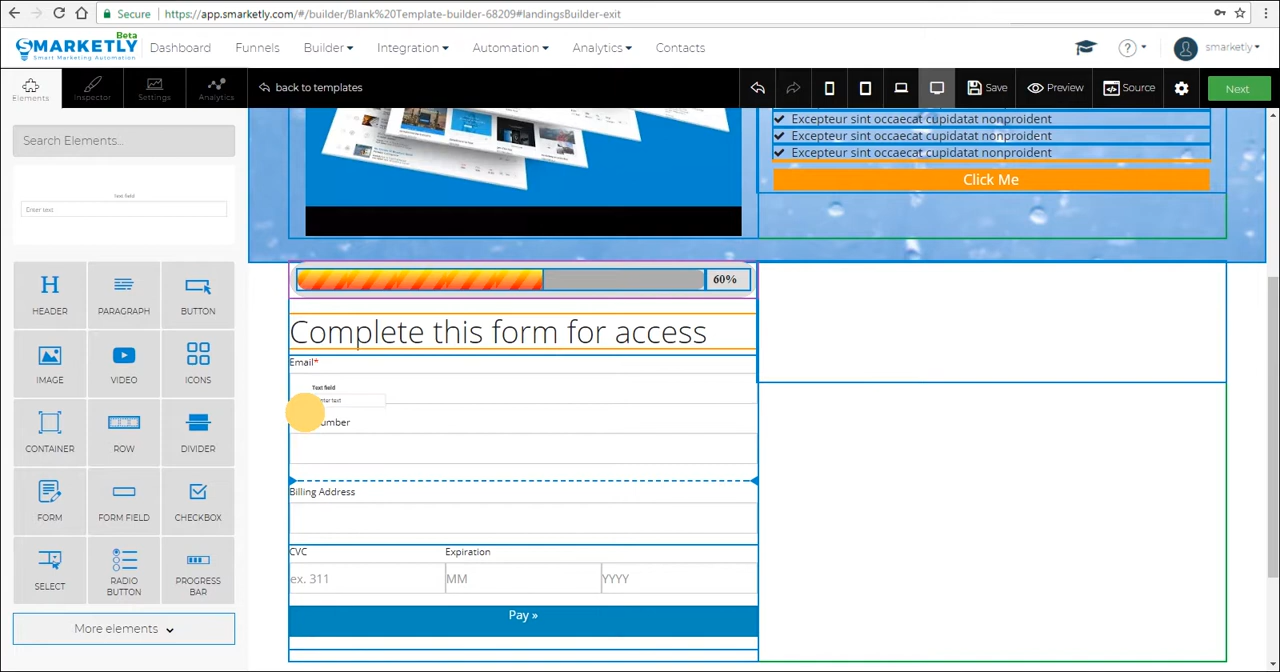 Secure https://app.smarketly.com/#/builder/Blank%20Template-builder-68209#landingsBuilder-exit
SMARKETLY Beta
Smart Marketing Automation
Dashboard Funnels Builder Integration Automation Analytics Contacts
? smarketly
Elements Inspector Settings Analytics
back to templates
Save Preview Source Next
Search Elements...
Text field
Enter text
HEADER PARAGRAPH BUTTON
IMAGE VIDEO ICONS
CONTAINER ROW DIVIDER
FORM FORM FIELD CHECKBOX
SELECT RADIO BUTTON PROGRESS BAR
More elements
Excepteur sint occaecat cupidatat nonproident
Excepteur sint occaecat cupidatat nonproident
Excepteur sint occaecat cupidatat nonproident
Click Me
60%
Complete this form for access
Email*
Text field
text
Billing Address
CVC Expiration
ex. 311 MM YYYY
Pay »